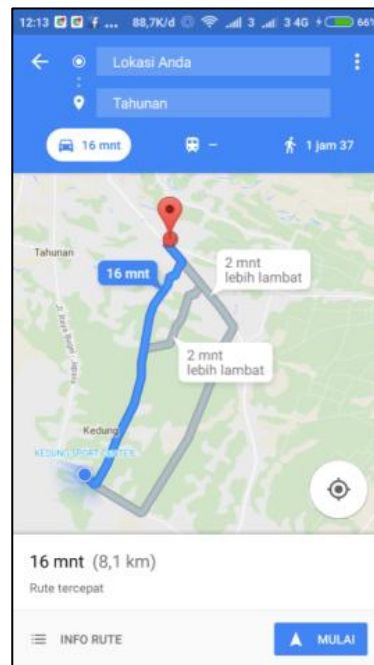 12:13 ... 88,7K/d 3 3 4G 66%
Lokasi Anda
Tahunan
16 mnt – 1 jam 37
Tahunan
16 mnt
2 mnt
lebih lambat
2 mnt
lebih lambat
Kedung
KEDUNG SPORT CENTER
16 mnt (8,1 km)
Rute tercepat
INFO RUTE MULAI